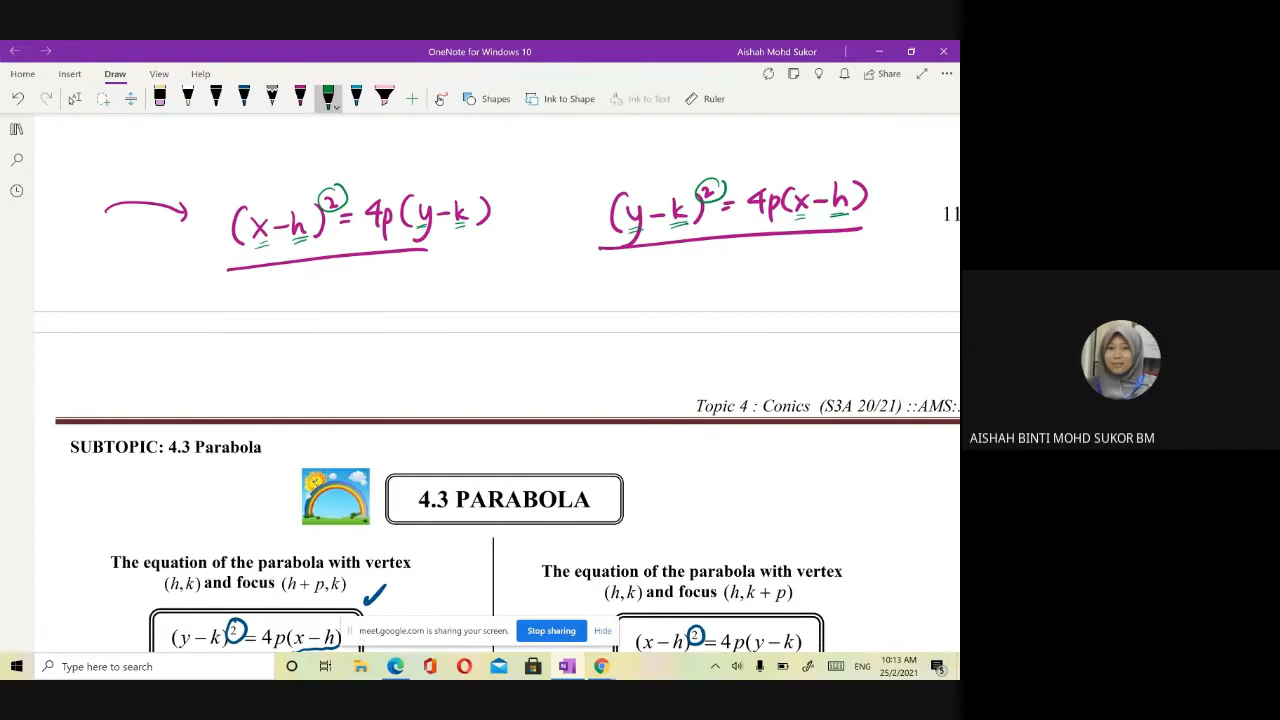 OneNote for Windows 10
Aishah Mohd Sukor
Home Insert Draw View Help
Share
Shapes Ink to Shape Ink to Text Ruler
(x-h)² = 4p(y-k)
(y-k)² = 4p(x-h)
11
Topic 4 : Conics (S3A 20/21) ::AMS::
SUBTOPIC: 4.3 Parabola
4.3 PARABOLA
The equation of the parabola with vertex
(h,k) and focus (h + p,k)
(y-k)² = 4p(x-h)
The equation of the parabola with vertex
(h,k) and focus (h,k + p)
(x-h)² = 4p(y-k)
meet.google.com is sharing your screen. Stop sharing Hide
AISHAH BINTI MOHD SUKOR BM
Type here to search
ENG
10:13 AM
25/2/2021
5